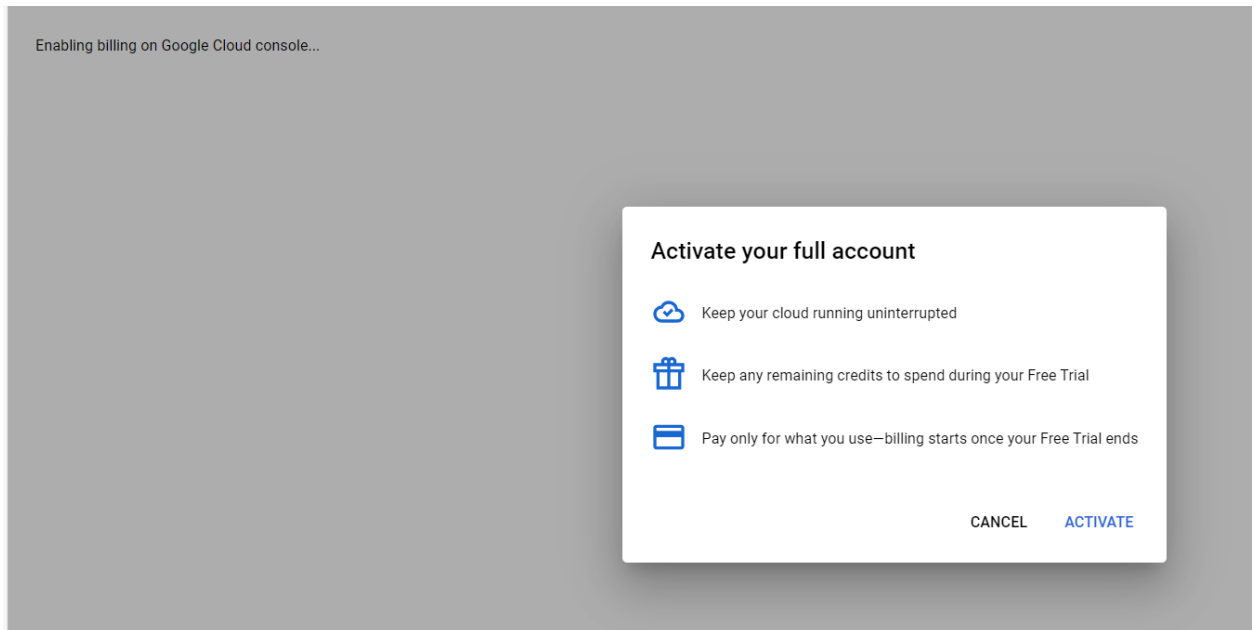 Enabling billing on Google Cloud console...
Activate your full account
Keep your cloud running uninterrupted
Keep any remaining credits to spend during your Free Trial
Pay only for what you use—billing starts once your Free Trial ends
CANCEL ACTIVATE